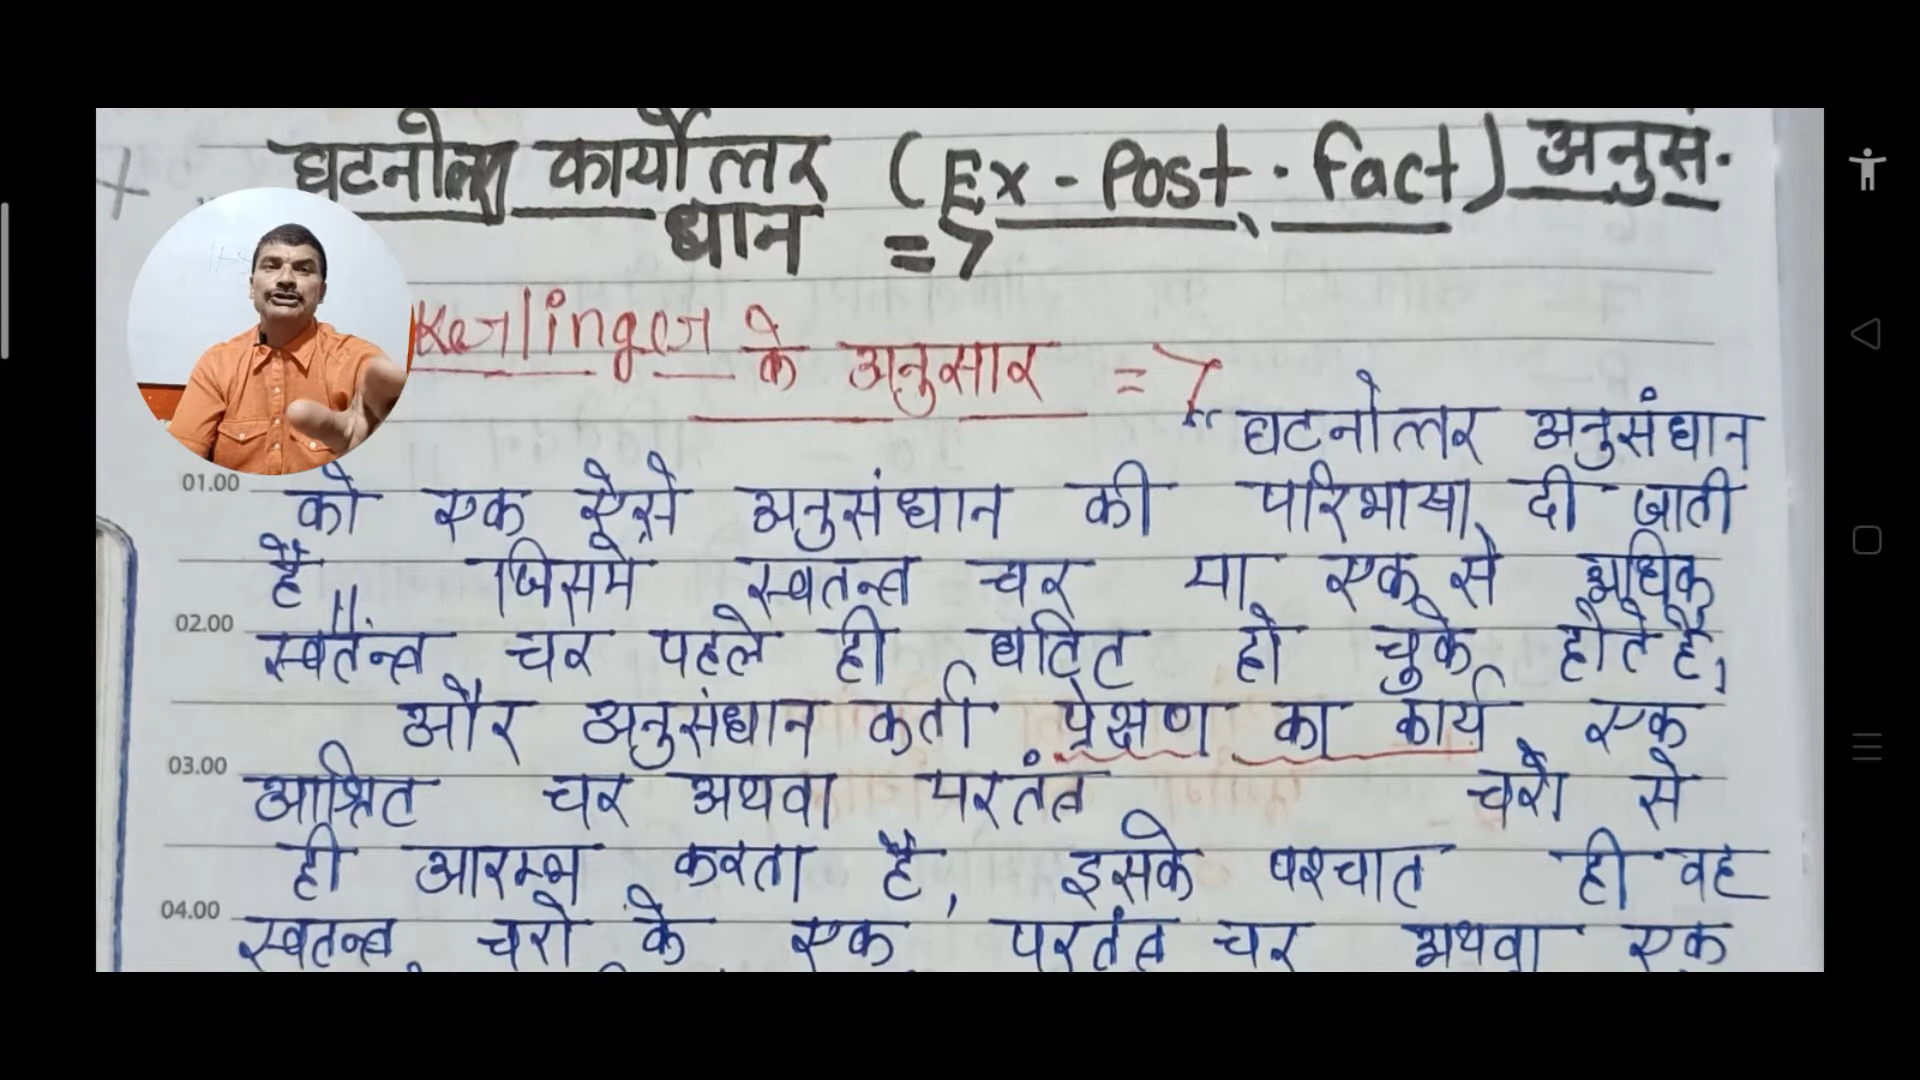 घटनोत्तर कार्योत्तर (Ex-Post-fact) अनुसं-
धान =>
Kerlinger के अनुसार =>
“घटनोत्तर अनुसंधान
01.00 को एक ऐसे अनुसंधान की परिभाषा दी जाती
है, जिसमे स्वतन्त्र चर या एक से अधिक
02.00 स्वतंन्त्र चर पहले ही घटित हो चुके होते है,
और अनुसंधान कर्ता प्रेक्षण का कार्य एक
03.00 आश्रित चर अथवा परतंत्र चरो से
ही आरम्भ करता है, इसके पश्चात ही वह
04.00 स्वतन्त्र चरो के एक परतंत्र चर अथवा एक